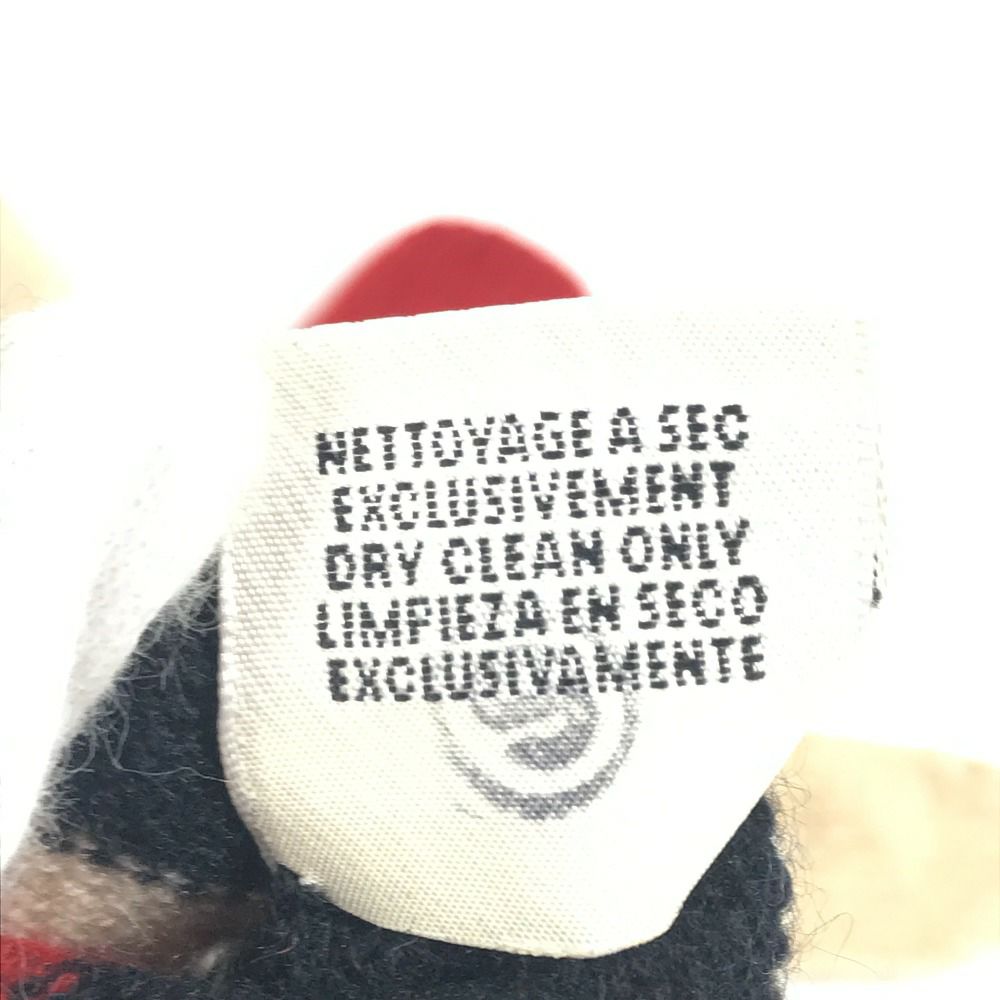 NETTOYAGE A SEC
EXCLUSIVEMENT
DRY CLEAN ONLY
LIMPIEZA EN SECO
EXCLUSIVAMENTE